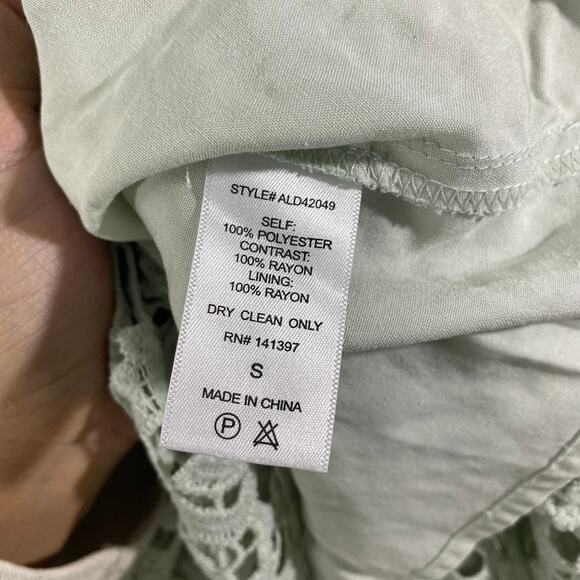 STYLE# ALD42049
SELF:
100% POLYESTER
CONTRAST:
100% RAYON
LINING:
100% RAYON
DRY CLEAN ONLY
RN# 141397
S
MADE IN CHINA
P